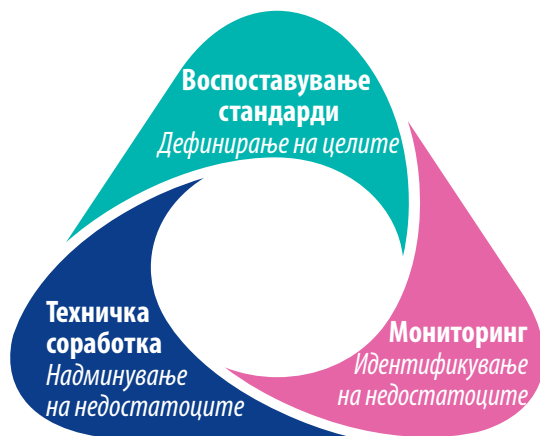 Воспоставување
стандарди
Дефинирање на целите
Техничка
соработка
Надминување
на недостатоците
Мониторинг
Идентификување
на недостатоците